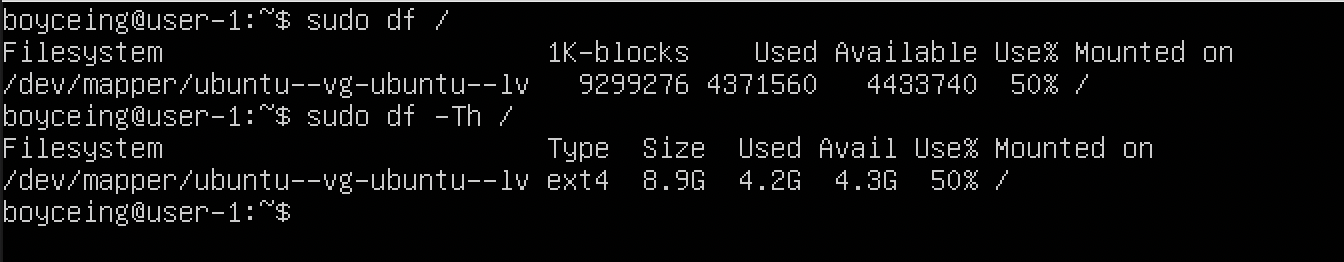 boyceing@user-1:~$ sudo df /
Filesystem                        1K-blocks    Used Available Use% Mounted on
/dev/mapper/ubuntu--vg-ubuntu--lv   9299276 4371560   4433740  50% /
boyceing@user-1:~$ sudo df -Th /
Filesystem                        Type  Size  Used Avail Use% Mounted on
/dev/mapper/ubuntu--vg-ubuntu--lv ext4  8.9G  4.2G  4.3G  50% /
boyceing@user-1:~$